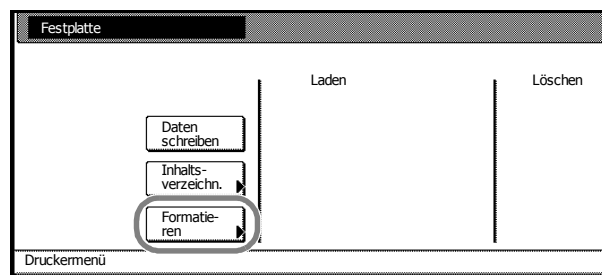 Festplatte
Laden
Löschen
Daten
schreiben
Inhalts-
verzeichn.
Formatie-
ren
Druckermenü